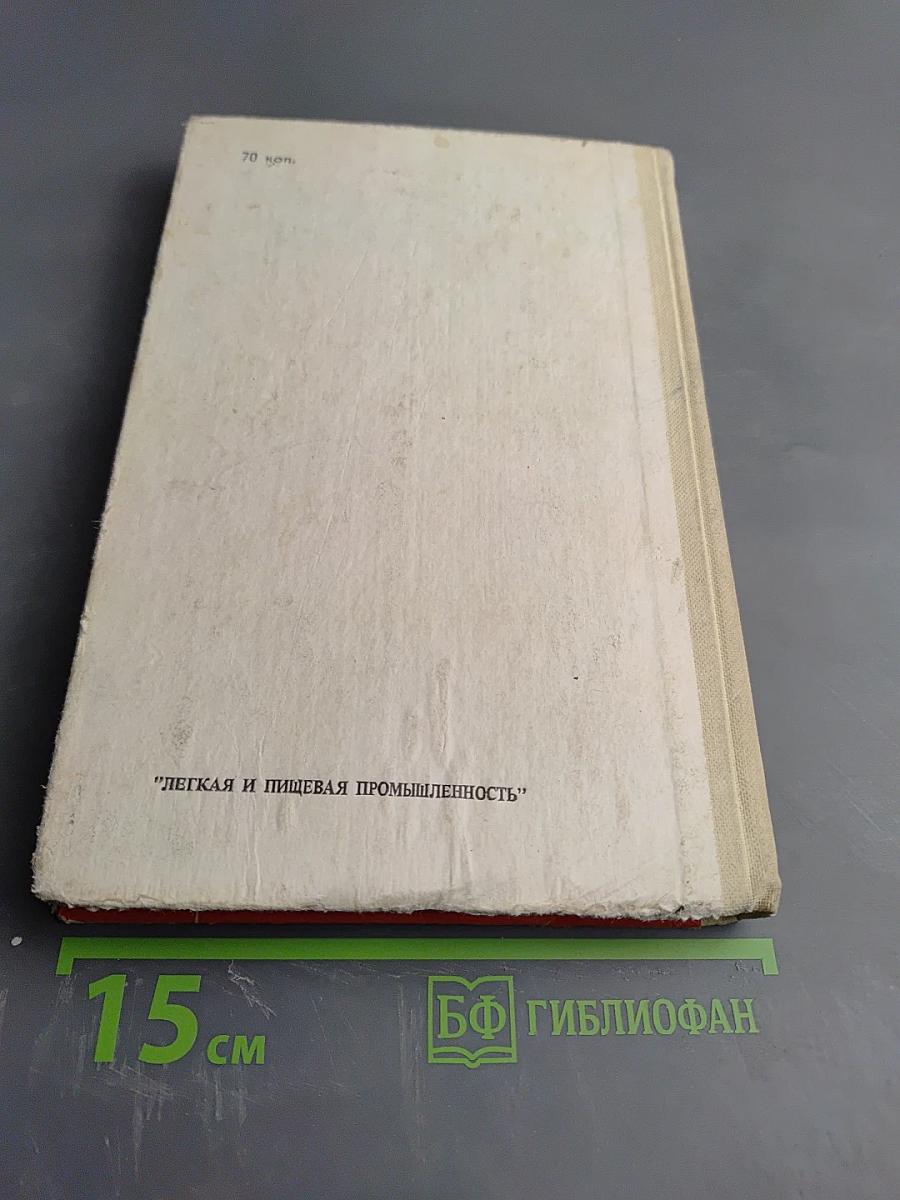 70 коп.
"ЛЕГКАЯ И ПИЩЕВАЯ ПРОМЫШЛЕННОСТЬ"
15 см
БФ ГИБЛИОФАН